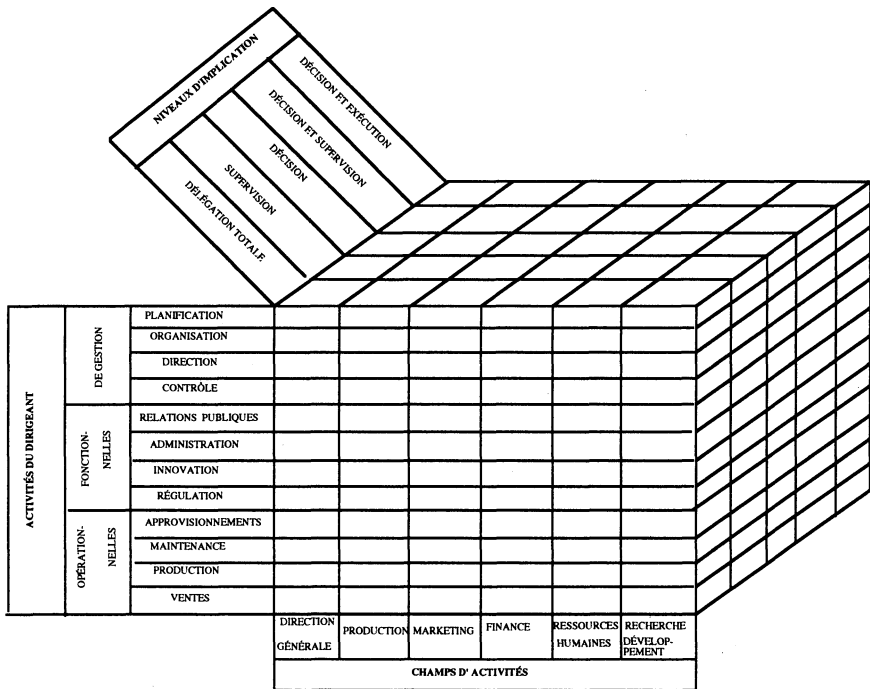 NIVEAUX D'IMPLICATION
DÉCISION ET EXÉCUTION
DÉCISION ET SUPERVISION
DÉCISION
SUPERVISION
DÉLÉGATION TOTALE
ACTIVITÉS DU DIRIGEANT
DE GESTION
PLANIFICATION
ORGANISATION
DIRECTION
CONTRÔLE
FONCTION-
NELLES
RELATIONS PUBLIQUES
ADMINISTRATION
INNOVATION
RÉGULATION
OPÉRATION-
NELLES
APPROVISIONNEMENTS
MAINTENANCE
PRODUCTION
VENTES
DIRECTION
GÉNÉRALE
PRODUCTION
MARKETING
FINANCE
RESSOURCES
HUMAINES
RECHERCHE
DÉVELOP-
PEMENT
CHAMPS D' ACTIVITÉS